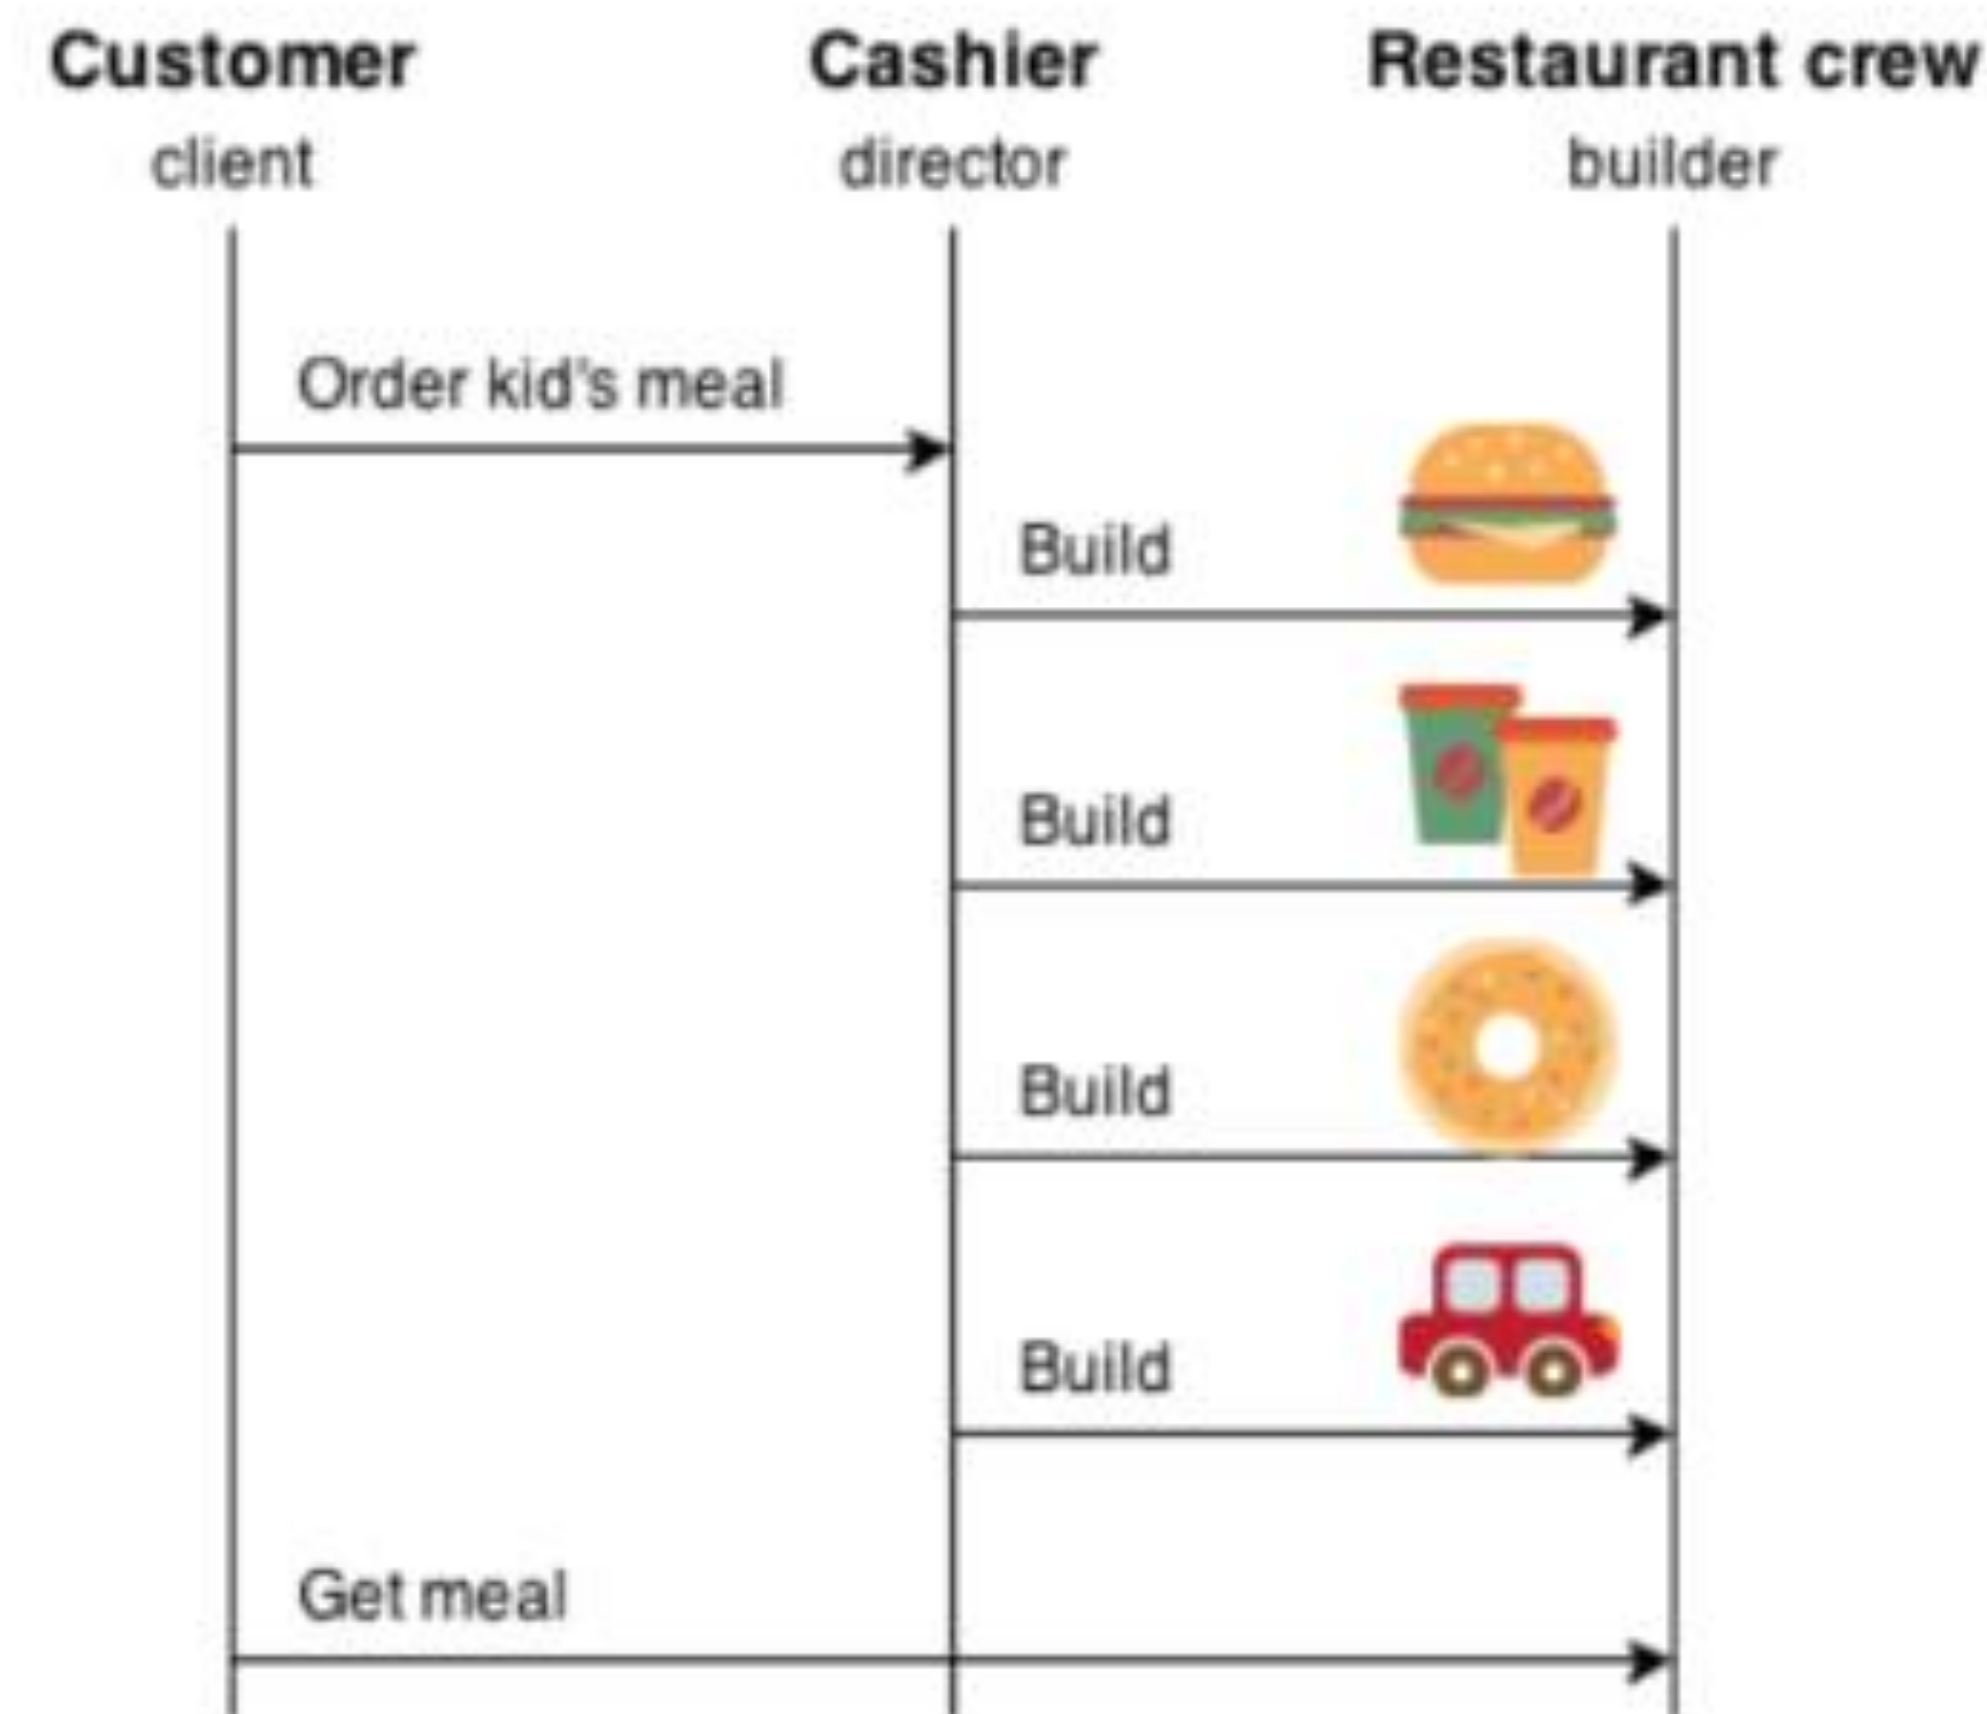 Customer
Cashier
Restaurant crew
client
director
builder
Order kid's meal
Build
Build
Build
Build
Get meal